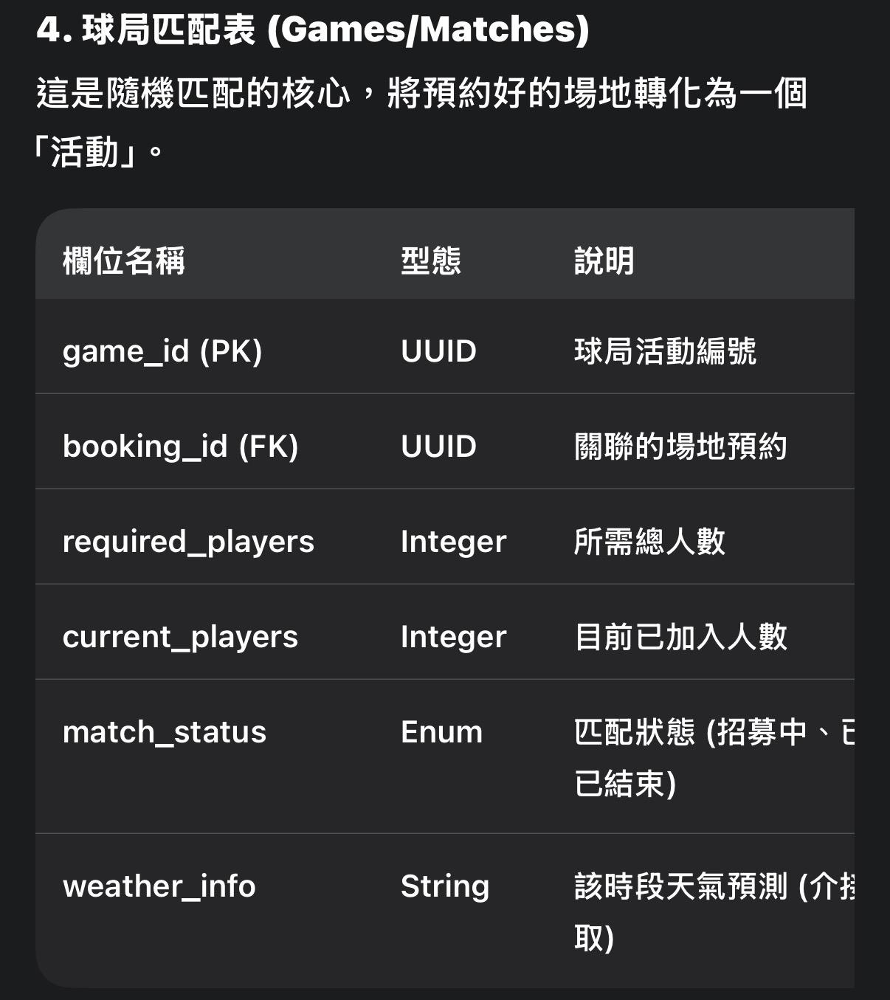 4. 球局匹配表 (Games/Matches)
這是隨機匹配的核心，將預約好的場地轉化為一個
「活動」。
欄位名稱 型態 說明
game_id (PK) UUID 球局活動編號
booking_id (FK) UUID 關聯的場地預約
required_players Integer 所需總人數
current_players Integer 目前已加入人數
match_status Enum 匹配狀態 (招募中、
已結束)
weather_info String 該時段天氣預測 (介
取)